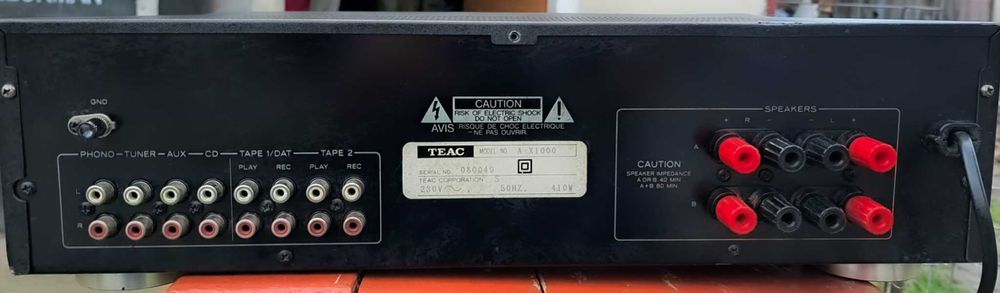 GND
PHONO TUNER AUX CD TAPE 1/DAT TAPE 2
PLAY REC PLAY REC
L
R
CAUTION
RISK OF ELECTRIC SHOCK
DO NOT OPEN
AVIS RISQUE DE CHOC ELECTRIQUE
-NE PAS OUVRIR
TEAC MODEL NO. A-X1000
SERIAL NO. 080049
TEAC CORPORATION S
230V ~, 50HZ, 410W
SPEAKERS
+ R - - L +
A
CAUTION
SPEAKER IMPEDANCE
A OR B 4Ω MIN
A+B 8Ω MIN
B